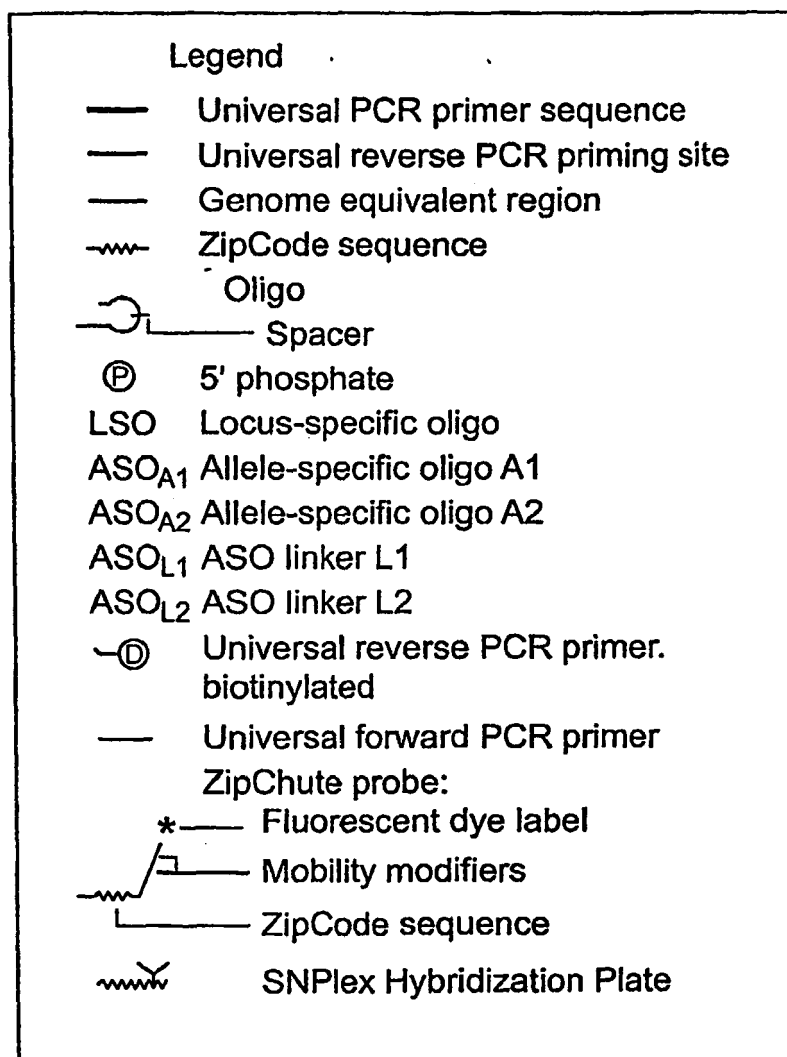 Legend
Universal PCR primer sequence
Universal reverse PCR priming site
Genome equivalent region
ZipCode sequence
Oligo
Spacer
Ⓟ 5' phosphate
LSO Locus-specific oligo
ASOA1 Allele-specific oligo A1
ASOA2 Allele-specific oligo A2
ASOL1 ASO linker L1
ASOL2 ASO linker L2
Ⓓ Universal reverse PCR primer.
biotinylated
Universal forward PCR primer
ZipChute probe:
* Fluorescent dye label
Mobility modifiers
ZipCode sequence
SNPlex Hybridization Plate